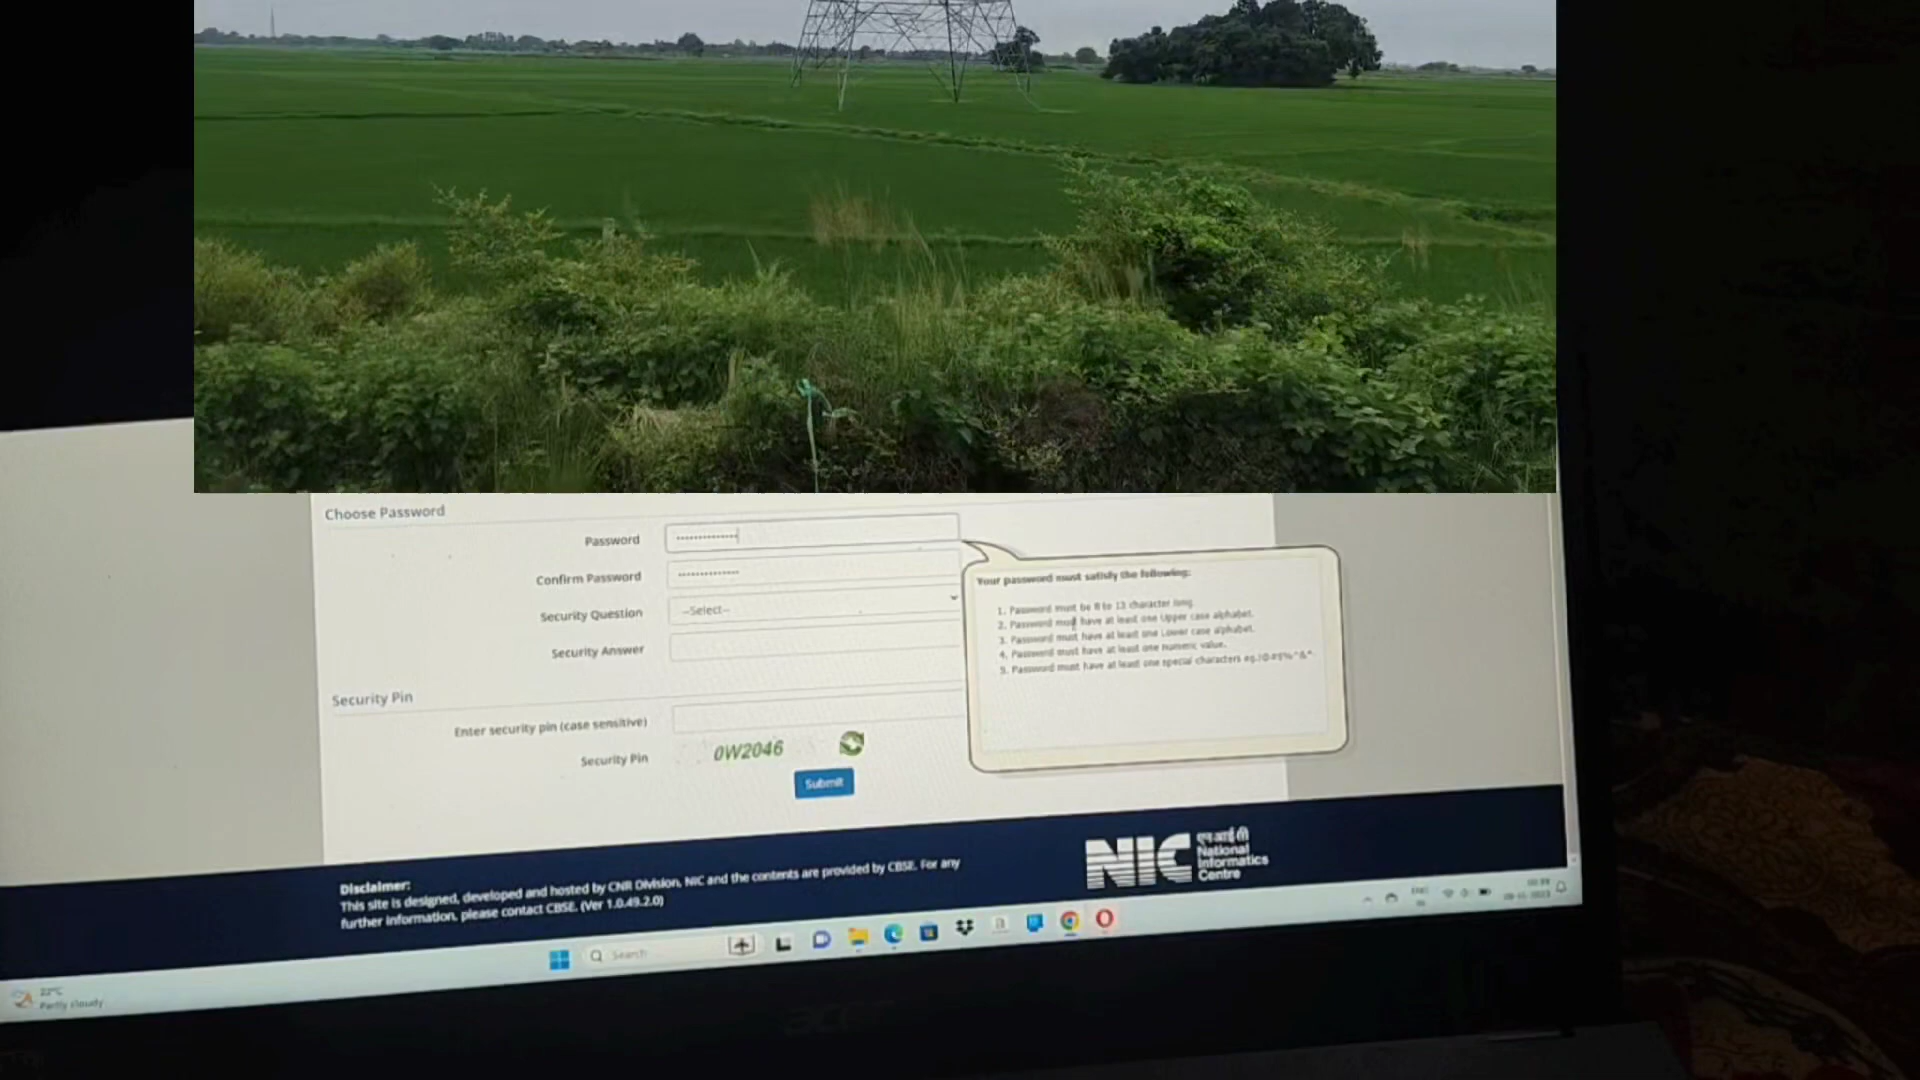 Choose Password
Password
Confirm Password
Security Question
--Select--
Security Answer
Your password must satisfy the following:
1. Password must be 8 to 13 character long.
2. Password must have at least one Upper case alphabet.
3. Password must have at least one Lower case alphabet.
4. Password must have at least one numeric value.
5. Password must have at least one special characters eg.
Security Pin
Enter security pin (case sensitive)
Security Pin
0W2046
Submit
Disclaimer:
This site is designed, developed and hosted by CNR Division, NIC and the contents are provided by CBSE. For any
further information, please contact CBSE. (Ver 1.0.49.2.0)
NIC
एन आई सी
National
Informatics
Centre
Search
ENG
22°C
Partly cloudy